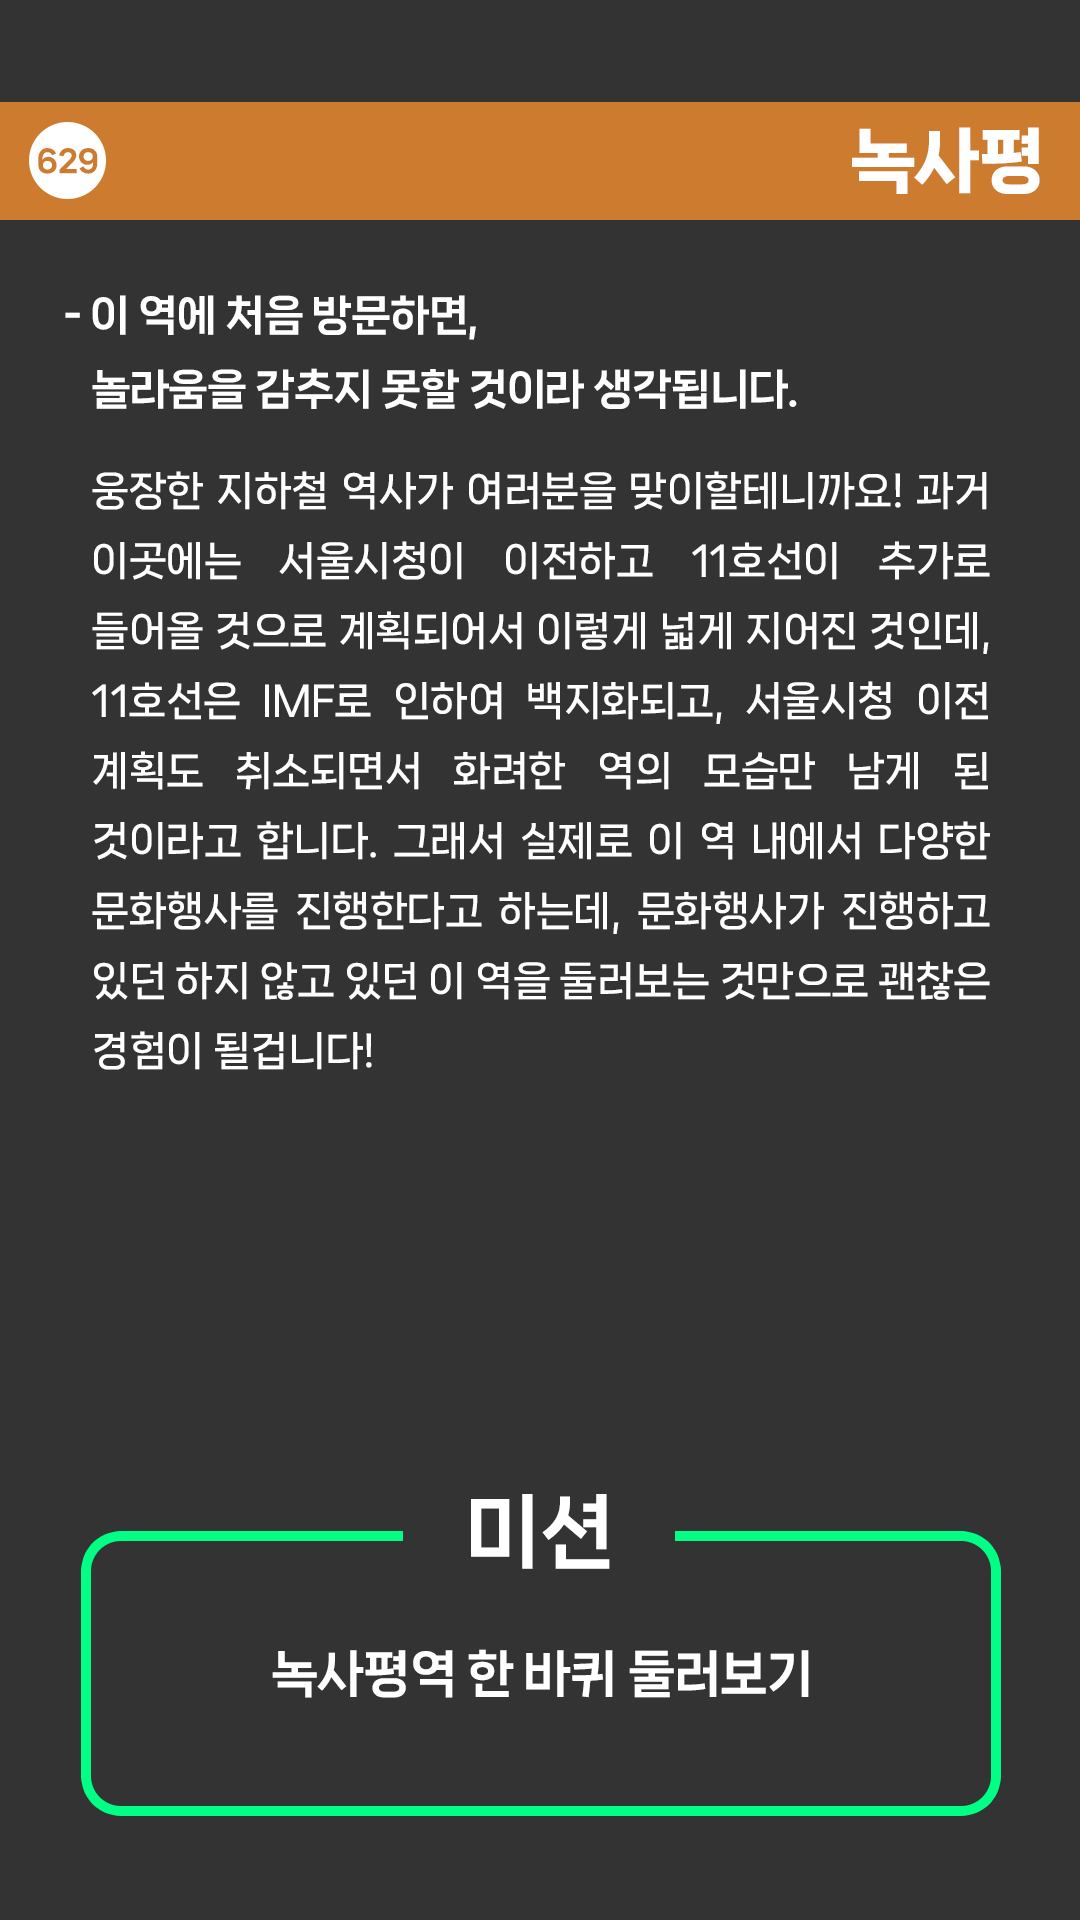 629
녹사평
- 이 역에 처음 방문하면,
놀라움을 감추지 못할 것이라 생각됩니다.
웅장한 지하철 역사가 여러분을 맞이할테니까요! 과거
이곳에는 서울시청이 이전하고 11호선이 추가로
들어올 것으로 계획되어서 이렇게 넓게 지어진 것인데,
11호선은 IMF로 인하여 백지화되고, 서울시청 이전
계획도 취소되면서 화려한 역의 모습만 남게 된
것이라고 합니다. 그래서 실제로 이 역 내에서 다양한
문화행사를 진행한다고 하는데, 문화행사가 진행하고
있던 하지 않고 있던 이 역을 둘러보는 것만으로 괜찮은
경험이 될겁니다!
미션
녹사평역 한 바퀴 둘러보기